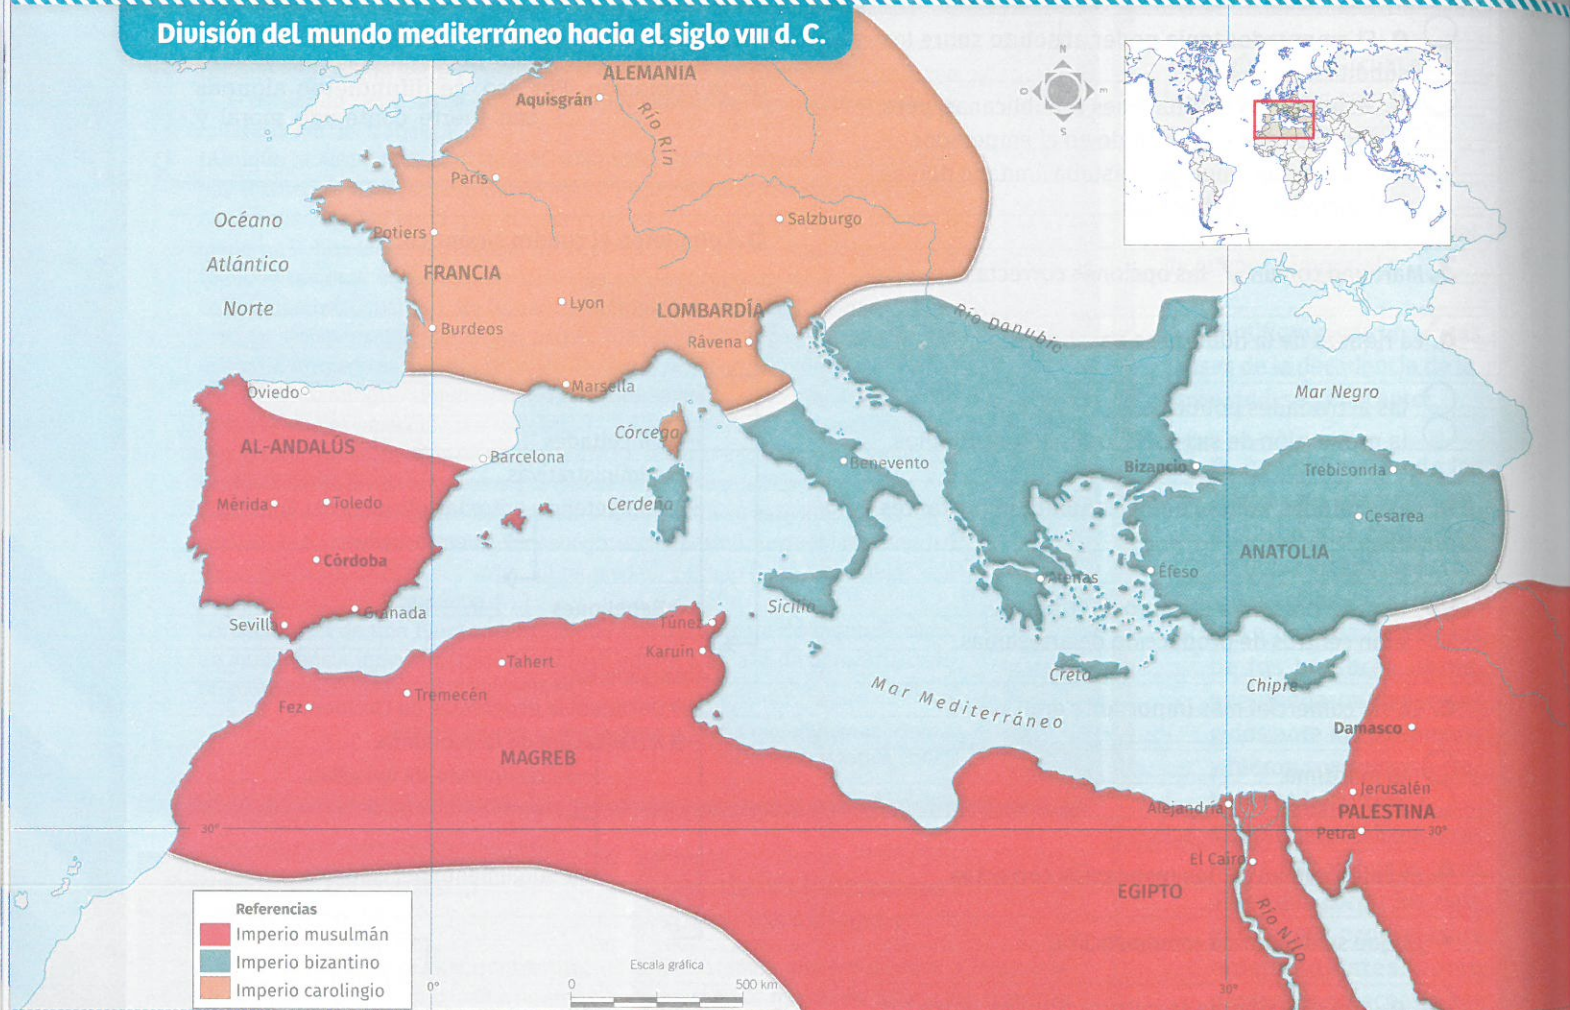 División del mundo mediterráneo hacia el siglo VIII d. C.
ALEMANIA
Aquisgrán
Río Rin
París
Salzburgo
Océano
Atlántico
Norte
Potiers
FRANCIA
Lyon
LOMBARDÍA
Burdeos
Rávena
Río Danubio
Marsella
Oviedo
Mar Negro
Córcega
AL-ANDALÚS
Barcelona
Benevento
Bizancio
Trebisonda
Mérida
Toledo
Cerdeña
Cesarea
Córdoba
ANATOLIA
Atenas
Éfeso
Sicilia
Granada
Sevilla
Túnez
Karuín
Tahert
Creta
Chipre
Tremecén
Fez
Mar Mediterráneo
Damasco
MAGREB
Jerusalén
Alejandría
PALESTINA
30°
30°
Petra
El Cairo
EGIPTO
Río Nilo
Referencias
Imperio musulmán
Imperio bizantino
Imperio carolingio
Escala gráfica
0
500 km
0°
30°
N
E
S
O